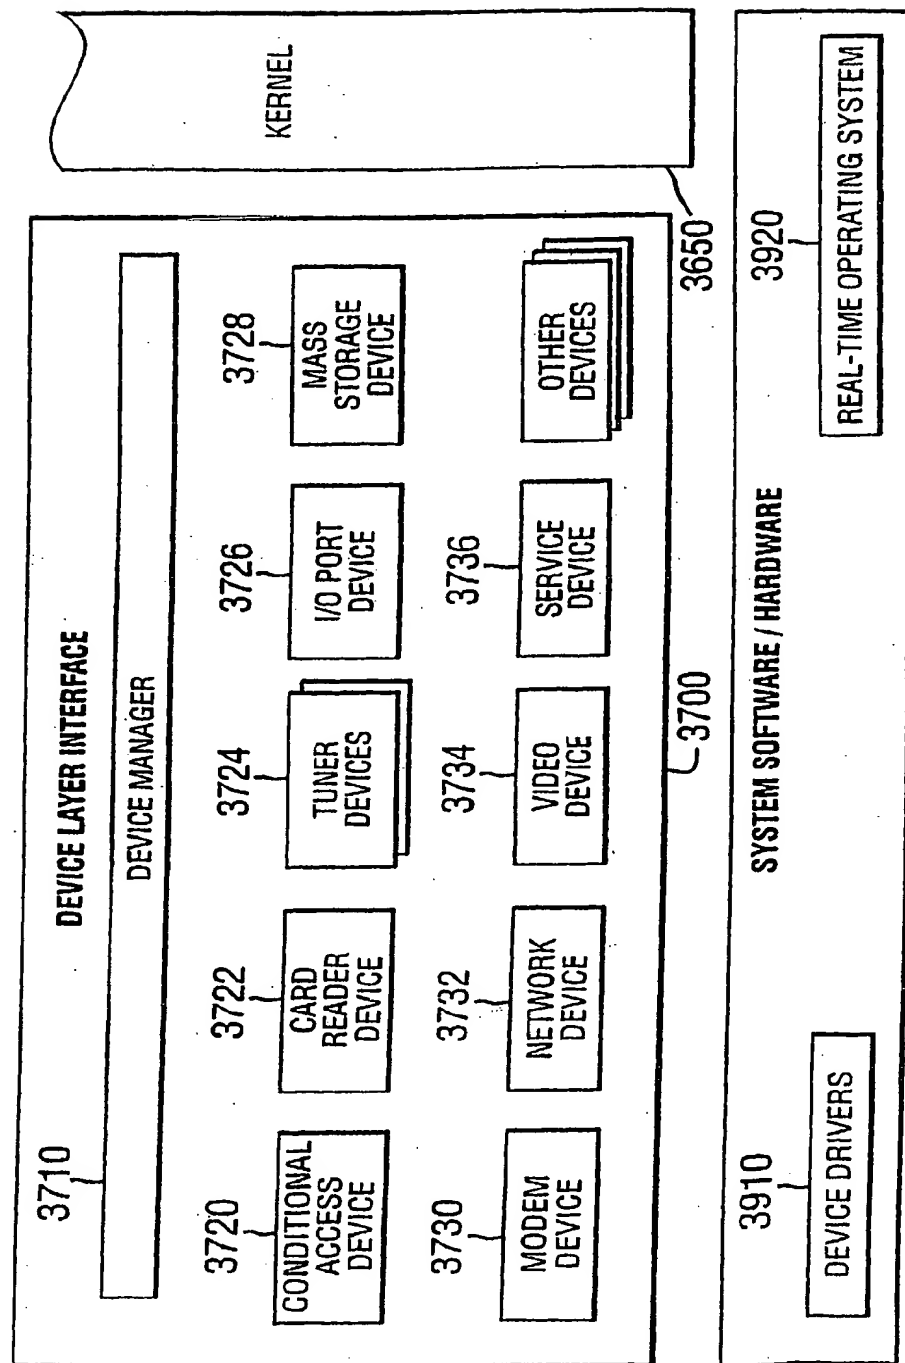 DEVICE LAYER INTERFACE
3710
DEVICE MANAGER
3720
CONDITIONAL
ACCESS
DEVICE
3722
CARD
READER
DEVICE
3724
TUNER
DEVICES
3726
I/O PORT
DEVICE
3728
MASS
STORAGE
DEVICE
3730
MODEM
DEVICE
3732
NETWORK
DEVICE
3734
VIDEO
DEVICE
3736
SERVICE
DEVICE
OTHER
DEVICES
3700
KERNEL
3650
SYSTEM SOFTWARE / HARDWARE
3910
DEVICE DRIVERS
3920
REAL-TIME OPERATING SYSTEM